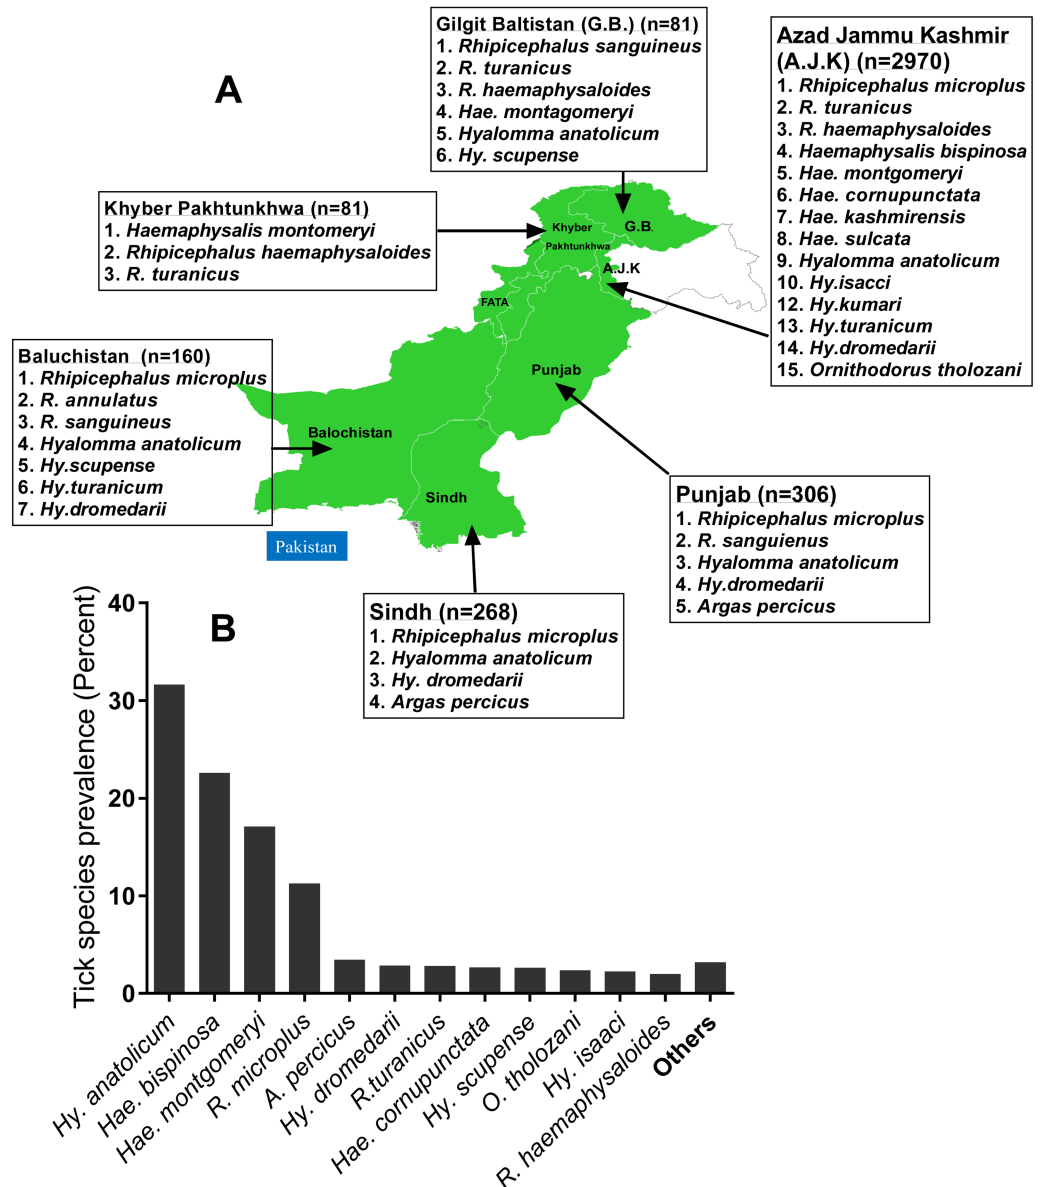 A
Gilgit Baltistan (G.B.) (n=81)
1. Rhipicephalus sanguineus
2. R. turanicus
3. R. haemaphysaloides
4. Hae. montagomeryi
5 Hyalomma anatolicum
6. Hy. scupense
Azad Jammu Kashmir
(A.J.K) (n=2970)
1. Rhipicephalus microplus
2. R. turanicus
3. R. haemaphysaloides
4. Haemaphysalis bispinosa
5. Hae. montgomeryi
6. Hae. cornupunctata
7. Hae. kashmirensis
8. Hae. sulcata
9. Hyalomma anatolicum
10. Hy.isacci
12. Hy.kumari
13. Hy.turanicum
14. Hy.dromedarii
15. Ornithodorus tholozani
Khyber Pakhtunkhwa (n=81)
1. Haemaphysalis montomeryi
2. Rhipicephalus haemaphysaloides
3. R. turanicus
Khyber
Pakhtunkhwa
G.B.
A.J.K
FATA
Punjab
Balochistan
Sindh
Baluchistan (n=160)
1. Rhipicephalus microplus
2. R. annulatus
3. R. sanguineus
4. Hyalomma anatolicum
5. Hy.scupense
6. Hy.turanicum
7. Hy.dromedarii
Pakistan
Punjab (n=306)
1. Rhipicephalus microplus
2. R. sanguienus
3. Hyalomma anatolicum
4. Hy.dromedarii
5. Argas percicus
Sindh (n=268)
1. Rhipicephalus microplus
2. Hyalomma anatolicum
3. Hy. dromedarii
4. Argas percicus
B
Tick species prevalence (Percent)
40
30
20
10
0
Hy. anatolicum
Hae. bispinosa
Hae. montgomeryi
R. microplus
A. percicus
Hy. dromedarii
R.turanicus
Hae. cornupunctata
Hy. scupense
O. tholozani
Hy. isaaci
R. haemaphysaloides
Others